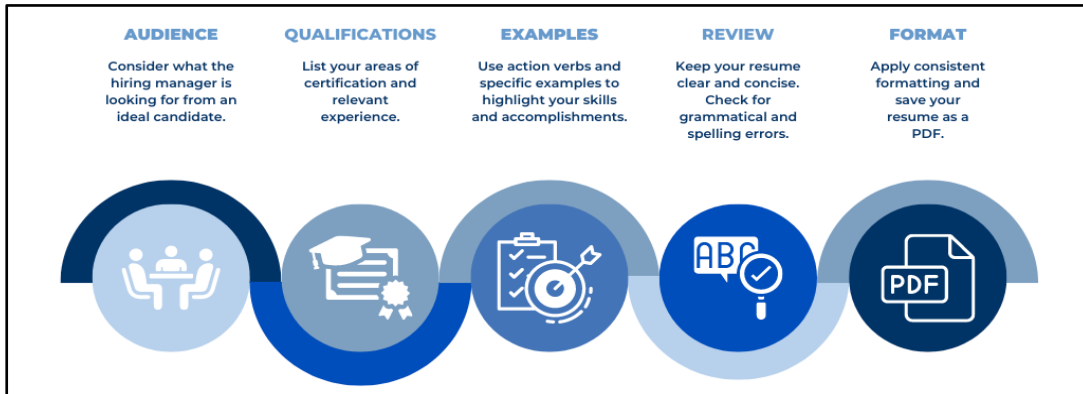 AUDIENCE
Consider what the
hiring manager is
looking for from an
ideal candidate.
QUALIFICATIONS
List your areas of
certification and
relevant
experience.
EXAMPLES
Use action verbs and
specific examples to
highlight your skills
and accomplishments.
REVIEW
Keep your resume
clear and concise.
Check for
grammatical and
spelling errors.
FORMAT
Apply consistent
formatting and
save your
resume as a
PDF.
ABC
PDF